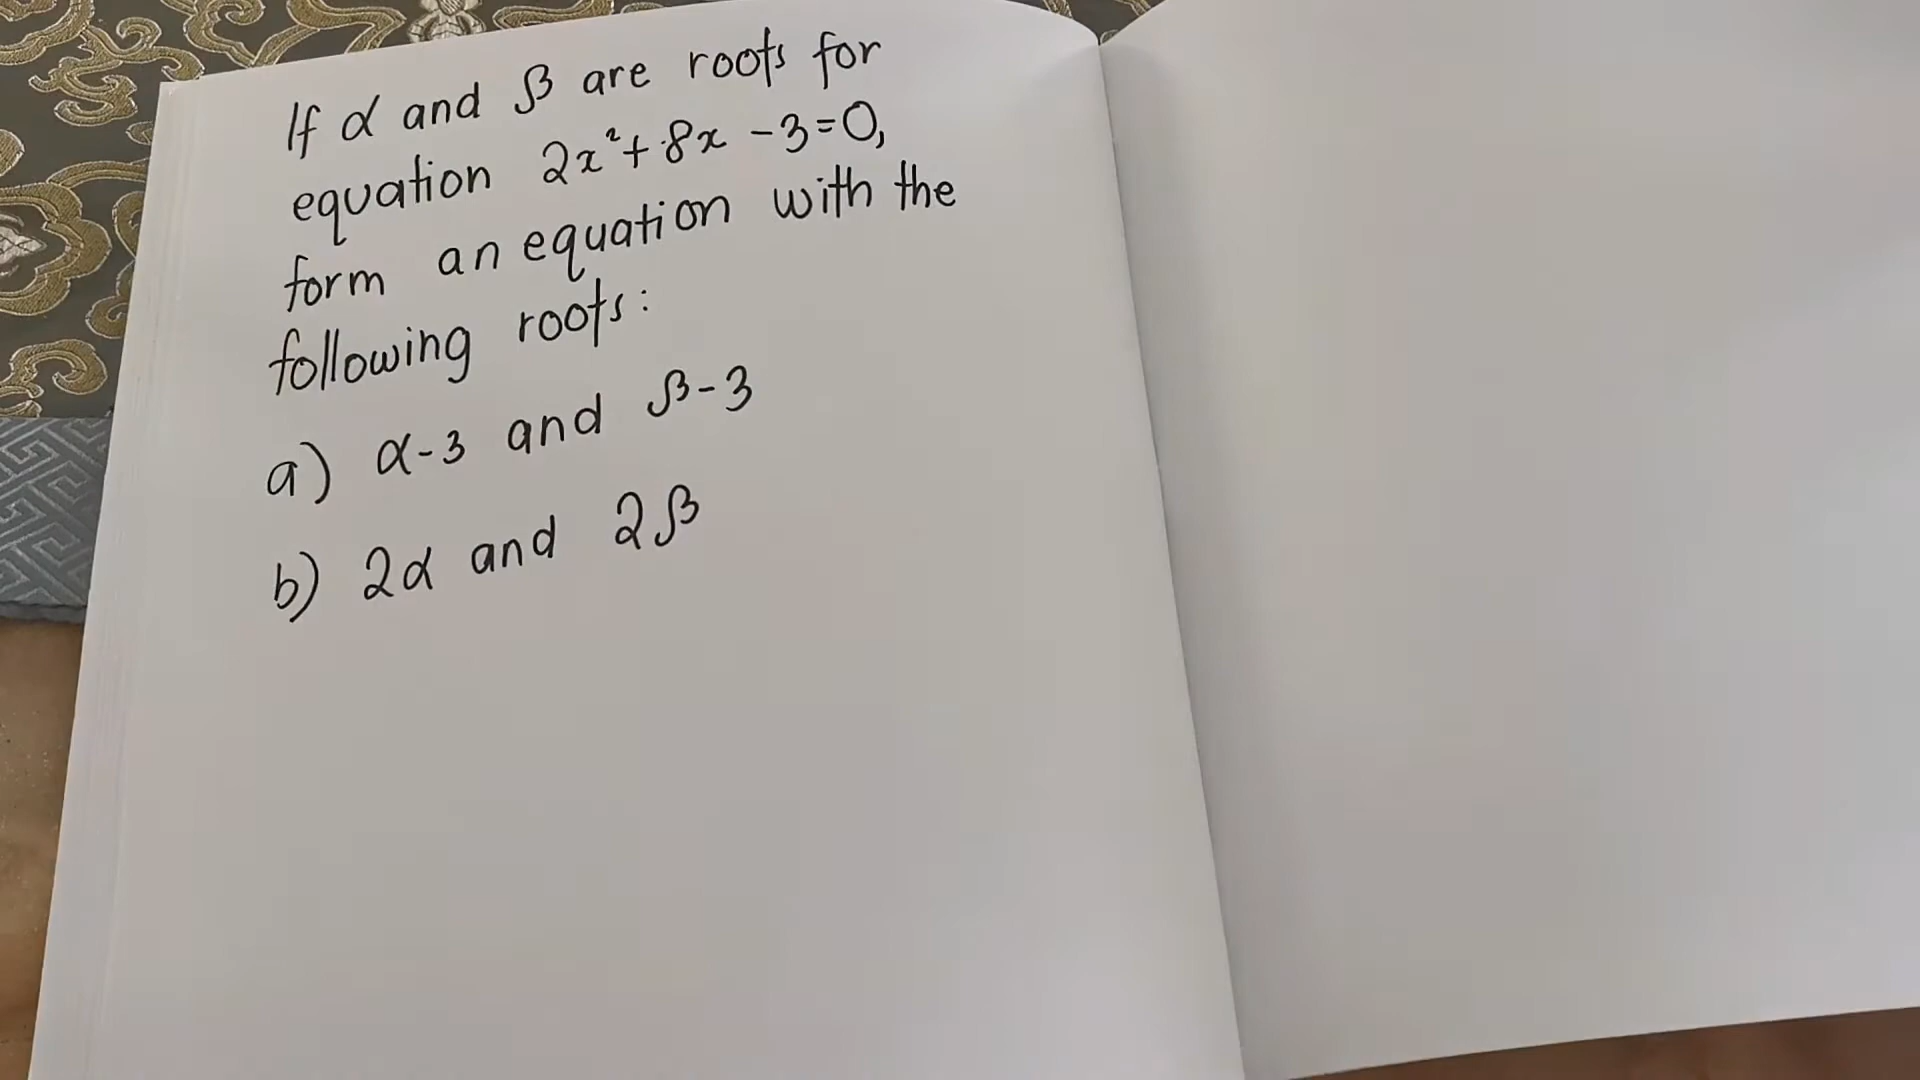 If α and β are roots for
equation 2x²+8x -3=0,
form an equation with the
following roots:
a) α-3 and β-3
b) 2α and 2β